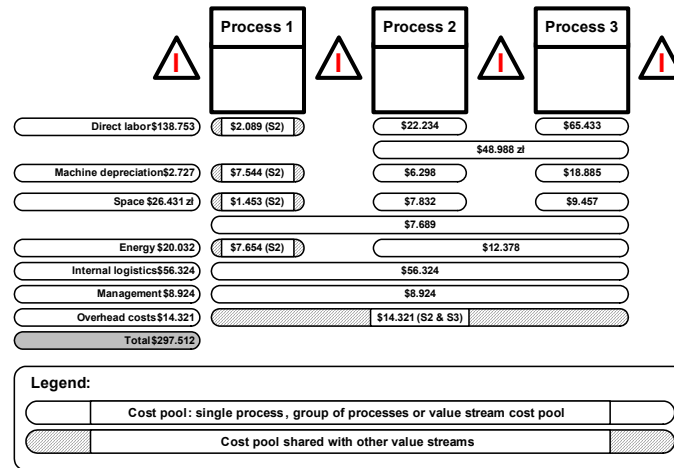 Process 1 Process 2 Process 3
I I I I
Direct labor $138.753 $2.089 (S2) $22.234 $65.433
$48.988 zł
Machine depreciation $2.727 $7.544 (S2) $6.298 $18.885
Space $26.431 zł $1.453 (S2) $7.832 $9.457
$7.689
Energy $20.032 $7.654 (S2) $12.378
Internal logistics $56.324 $56.324
Management $8.924 $8.924
Overhead costs $14.321 $14.321 (S2 & S3)
Total $297.512
Legend:
Cost pool: single process, group of processes or value stream cost pool
Cost pool shared with other value streams